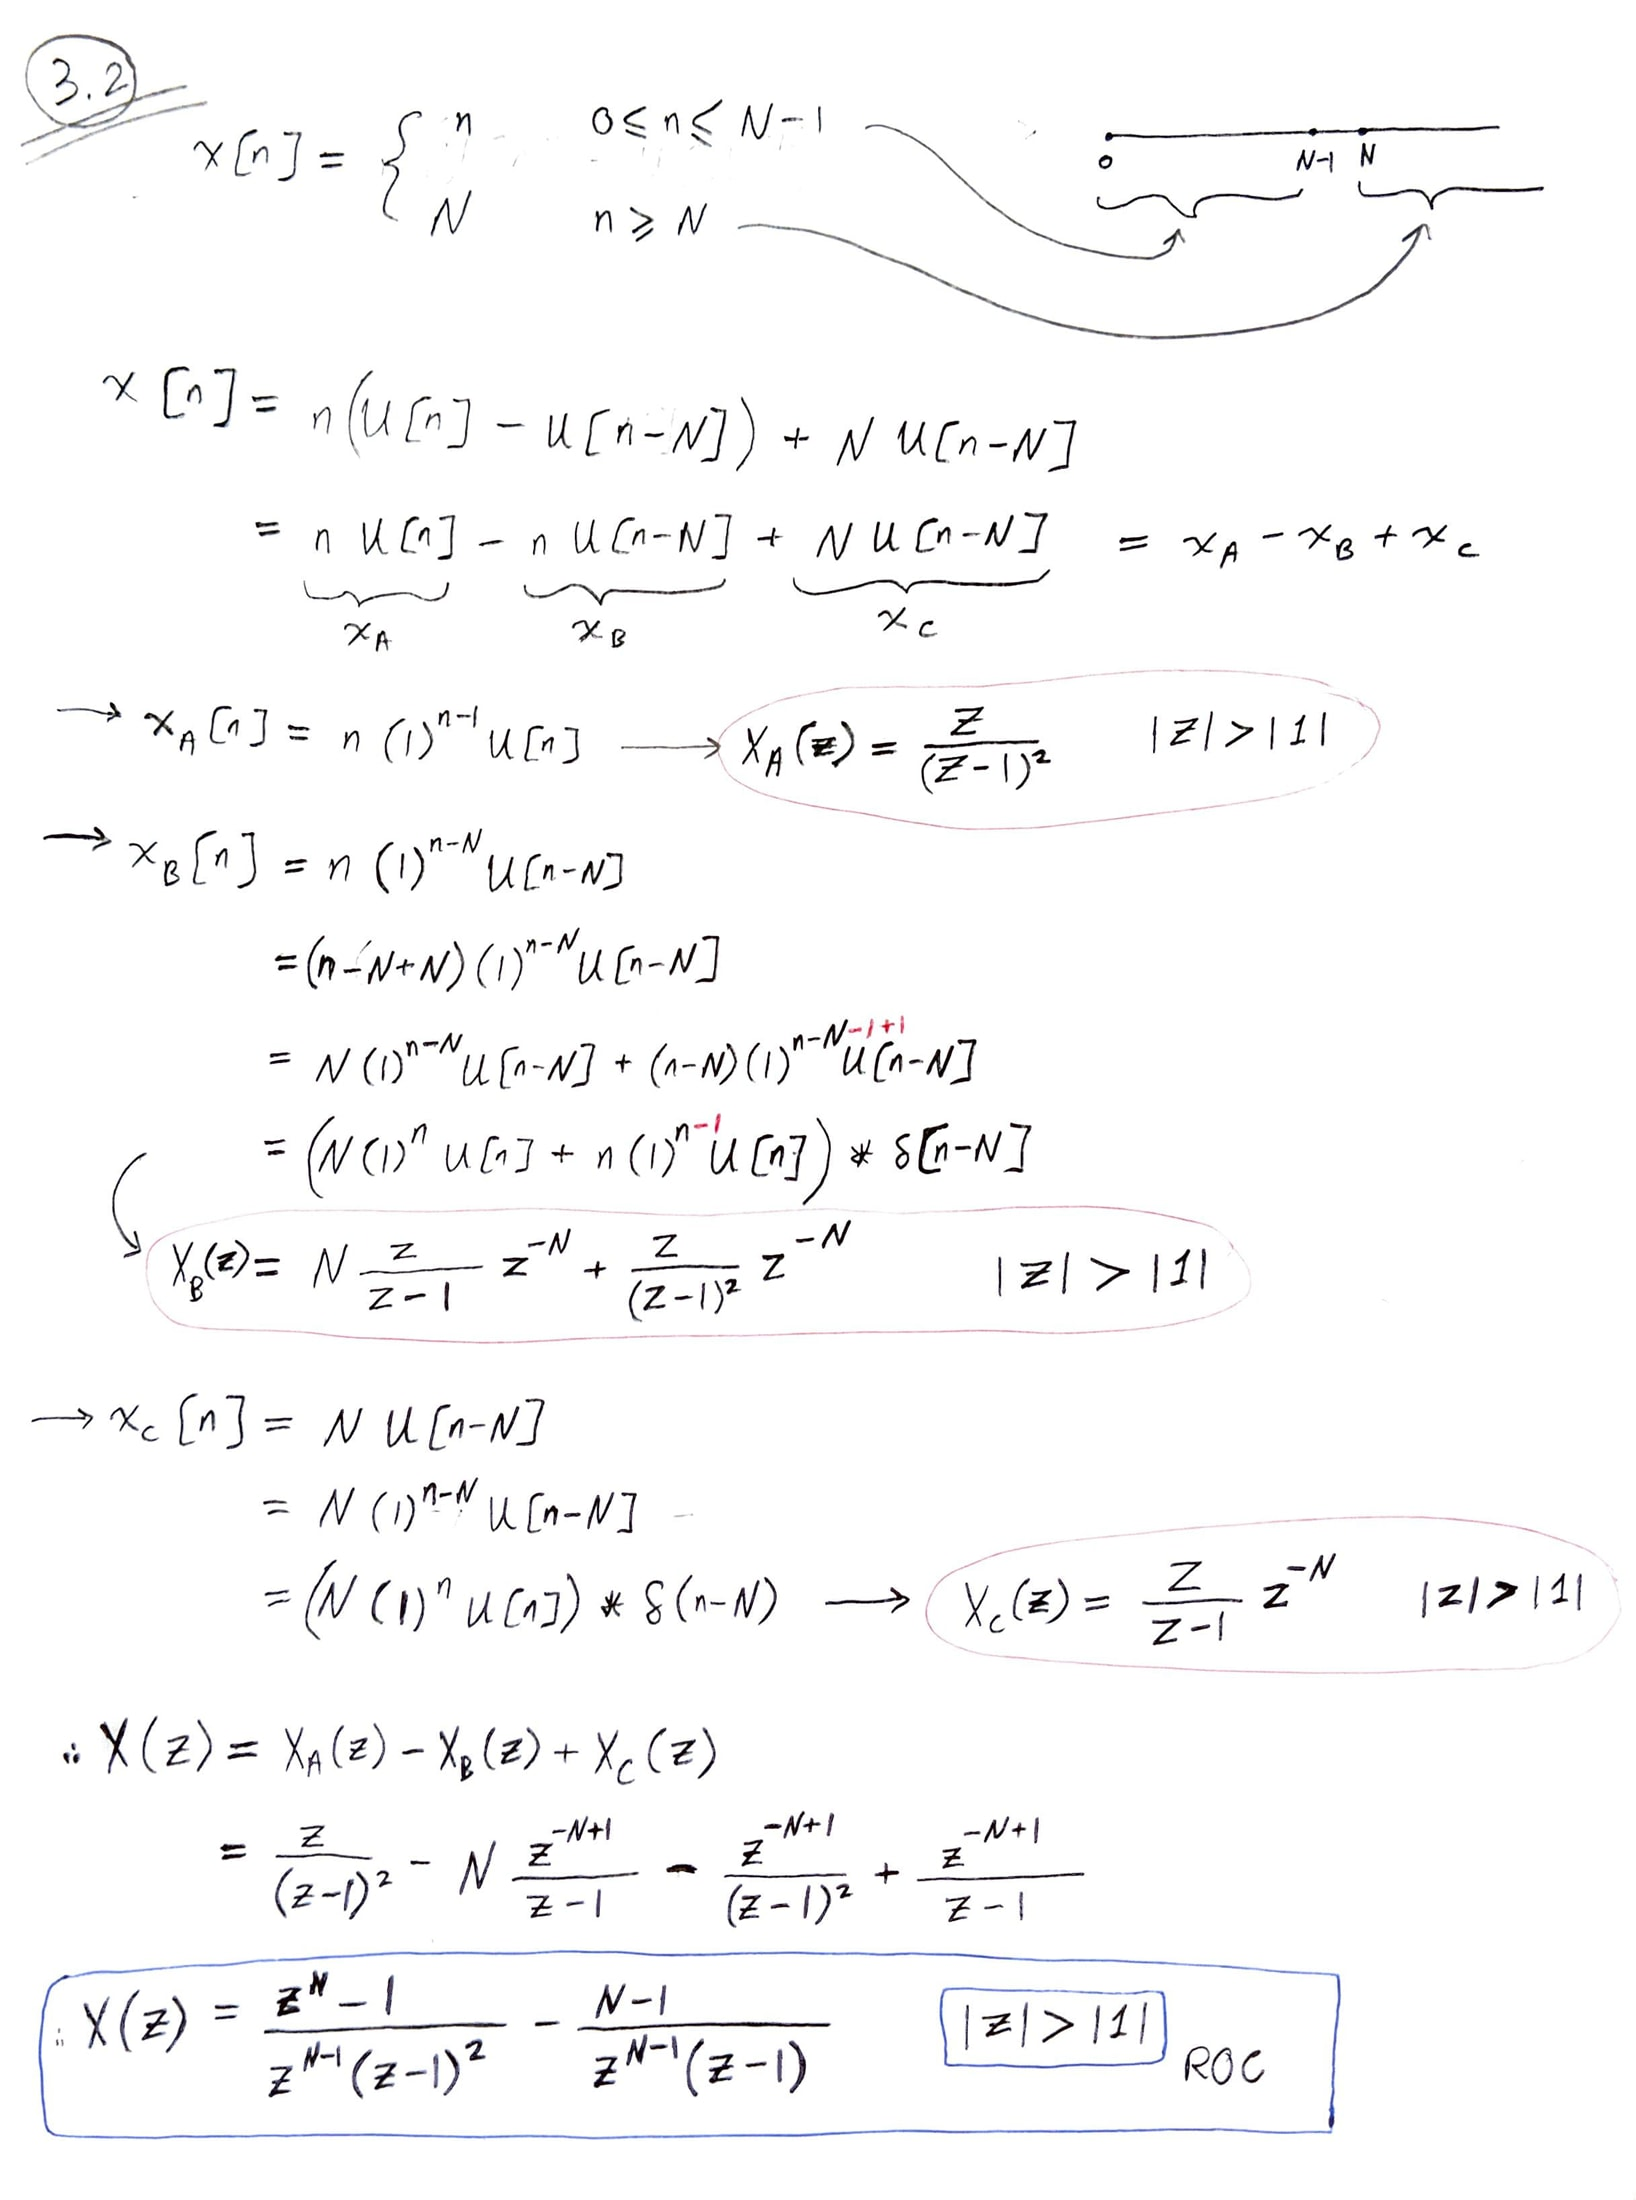 3.2
x[n] = { n 0 ≤ n ≤ N-1
N n ≥ N
0 N-1 N
x[n] = n(u[n] - u[n-N]) + N u[n-N]
= n u[n] - n u[n-N] + N u[n-N] = x_A - x_B + x_C
x_A x_B x_C
→ x_A[n] = n (1)^{n-1} u[n] → X_A(z) = z/(z-1)^2 |z| > |1|
→ x_B[n] = n (1)^{n-N} u[n-N]
= (n-N+N) (1)^{n-N} u[n-N]
= N (1)^{n-N} u[n-N] + (n-N) (1)^{n-N-1+1} u[n-N]
= (N (1)^n u[n] + n (1)^{n-1} u[n]) * δ[n-N]
X_B(z) = N z/(z-1) z^{-N} + z/(z-1)^2 z^{-N} |z| > |1|
→ x_C[n] = N u[n-N]
= N (1)^{n-N} u[n-N]
= (N (1)^n u[n]) * δ(n-N) → X_C(z) = z/(z-1) z^{-N} |z| > |1|
∴ X(z) = X_A(z) - X_B(z) + X_C(z)
= z/(z-1)^2 - N z^{-N+1}/(z-1) - z^{-N+1}/(z-1)^2 + z^{-N+1}/(z-1)
∴ X(z) = (z^N - 1)/(z^{N-1}(z-1)^2) - (N-1)/(z^{N-1}(z-1)) |z| > |1| ROC